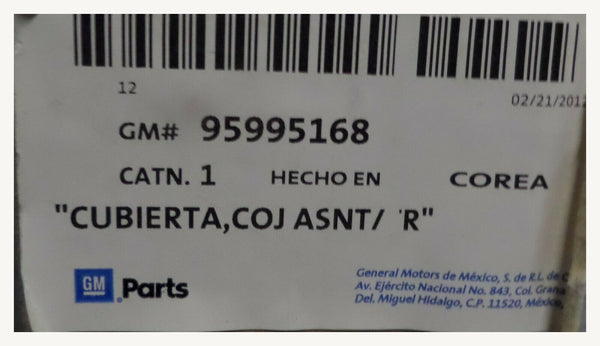 12
02/21/2012
GM# 95995168
CATN. 1 HECHO EN COREA
"CUBIERTA,COJ ASNT/ 'R"
GM Parts
General Motors de México, S. de R.L. de C
Av. Ejército Nacional No. 843, Col. Grana
Del. Miguel Hidalgo, C.P. 11520, México,